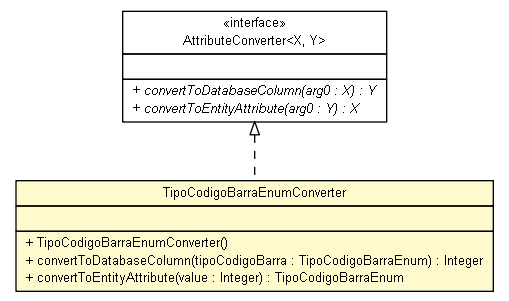 «interface»
AttributeConverter<X, Y>
+ convertToDatabaseColumn(arg0 : X) : Y
+ convertToEntityAttribute(arg0 : Y) : X
TipoCodigoBarraEnumConverter
+ TipoCodigoBarraEnumConverter()
+ convertToDatabaseColumn(tipoCodigoBarra : TipoCodigoBarraEnum) : Integer
+ convertToEntityAttribute(value : Integer) : TipoCodigoBarraEnum